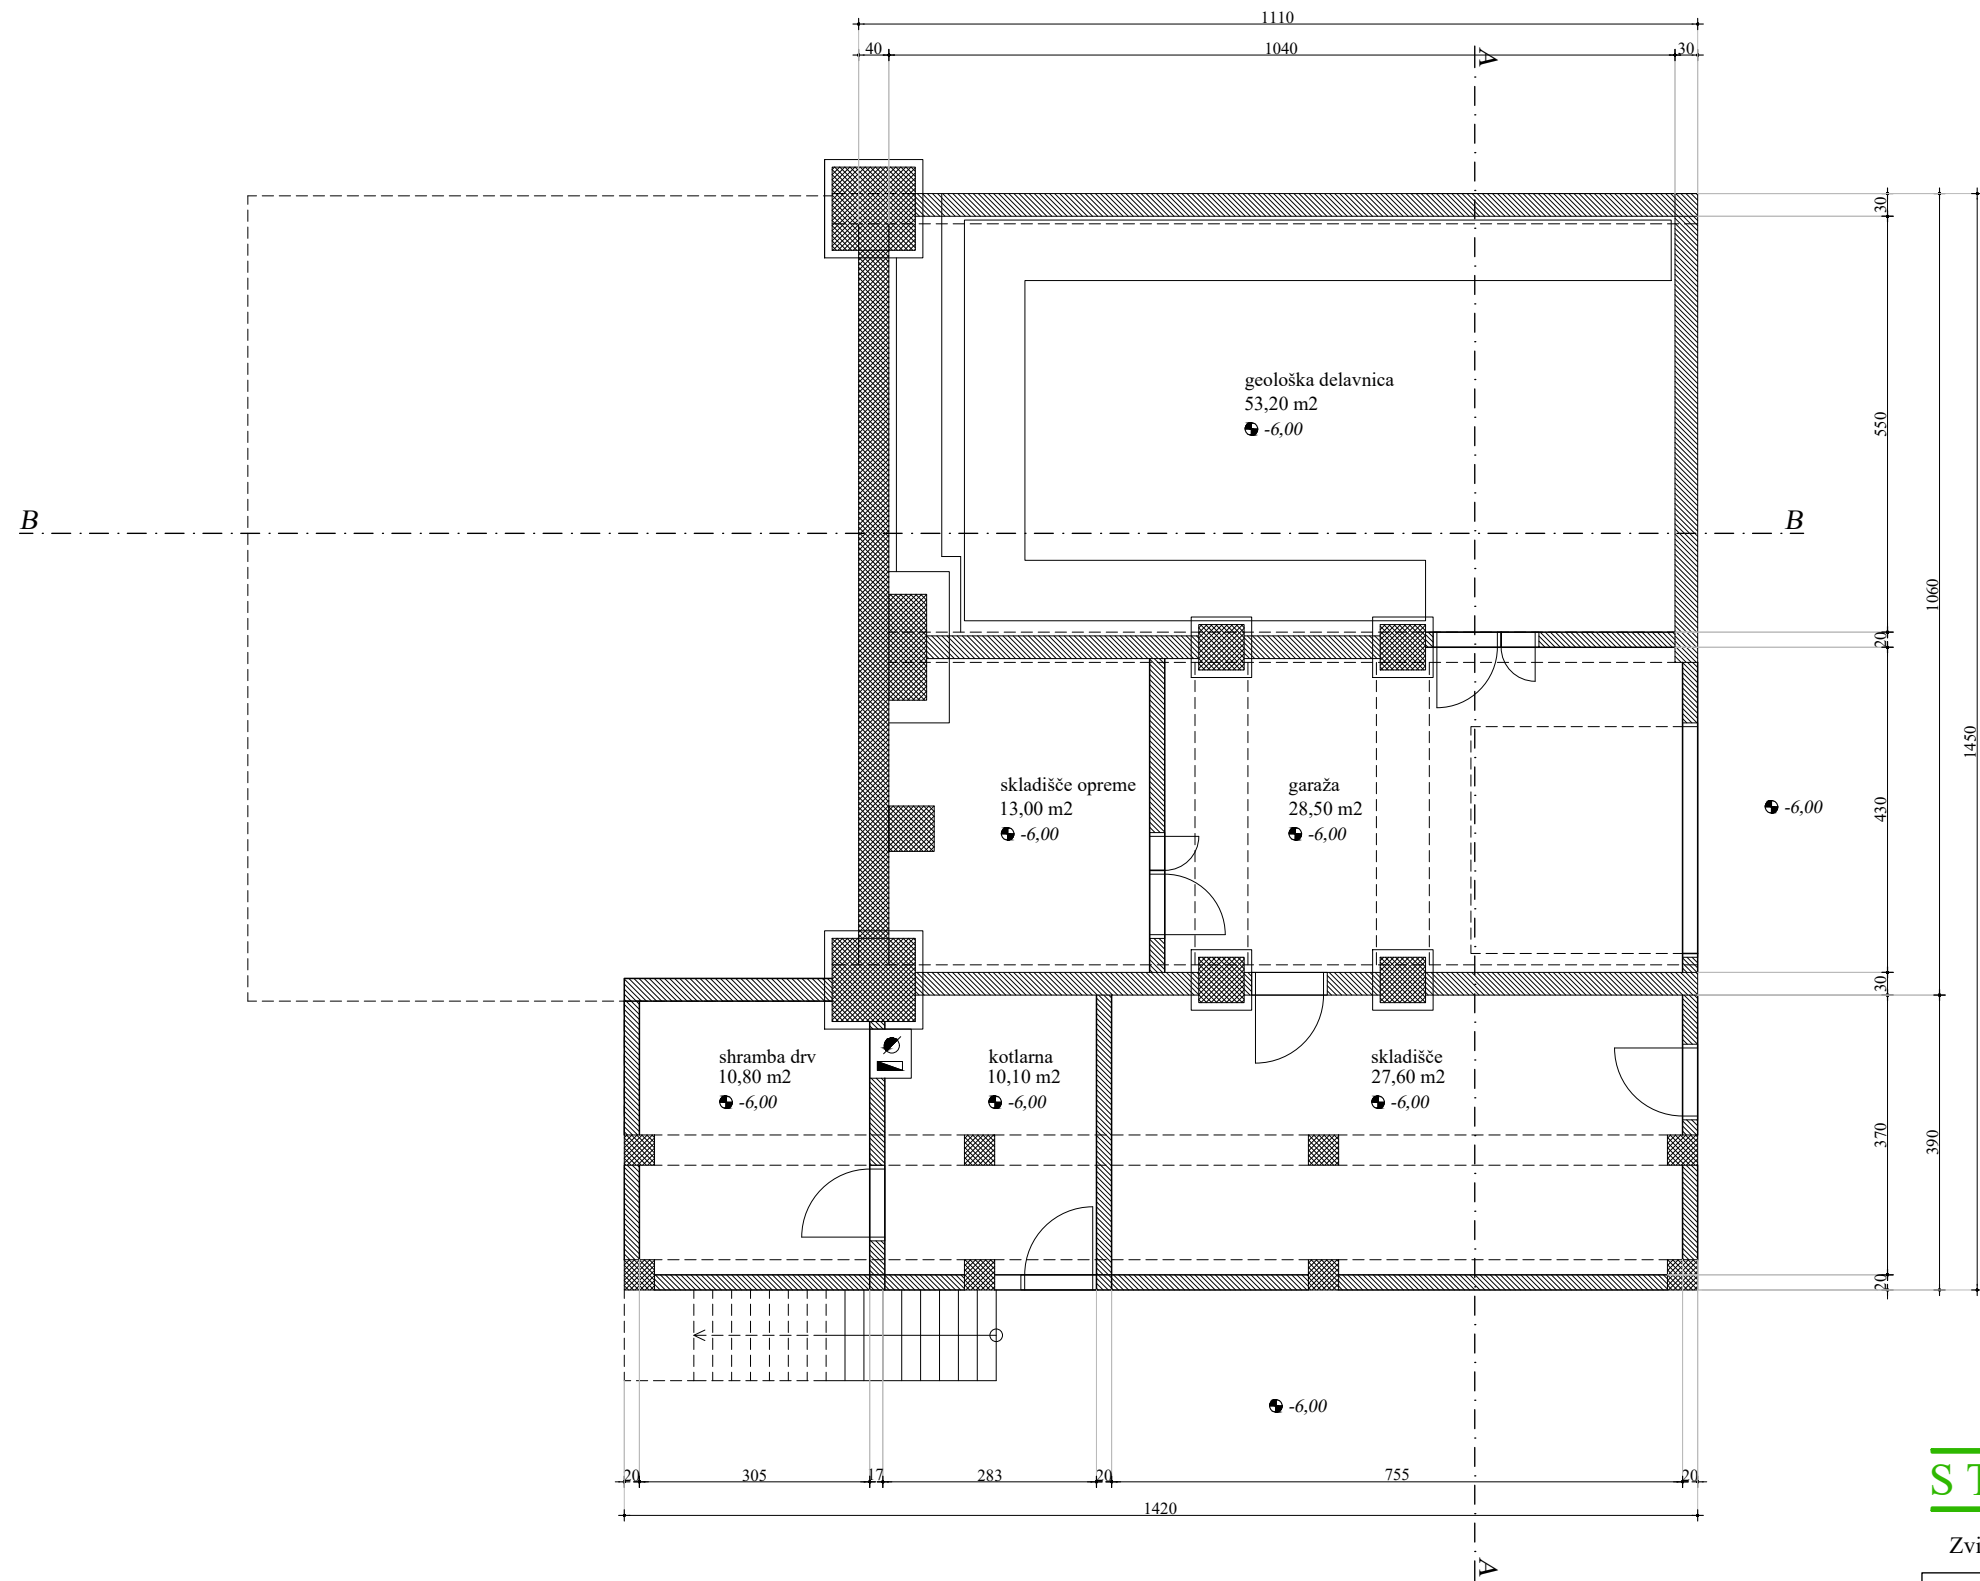 1110
40
1040
30
A
30
geološka delavnica
53,20 m2
-6,00
550
B
B
1060
20
1450
skladišče opreme
13,00 m2
-6,00
garaža
28,50 m2
-6,00
-6,00
430
30
shramba drv
10,80 m2
-6,00
kotlarna
10,10 m2
-6,00
skladišče
27,60 m2
-6,00
370
390
20
-6,00
S
20
305
17
283
20
755
20
1420
Zvi
A